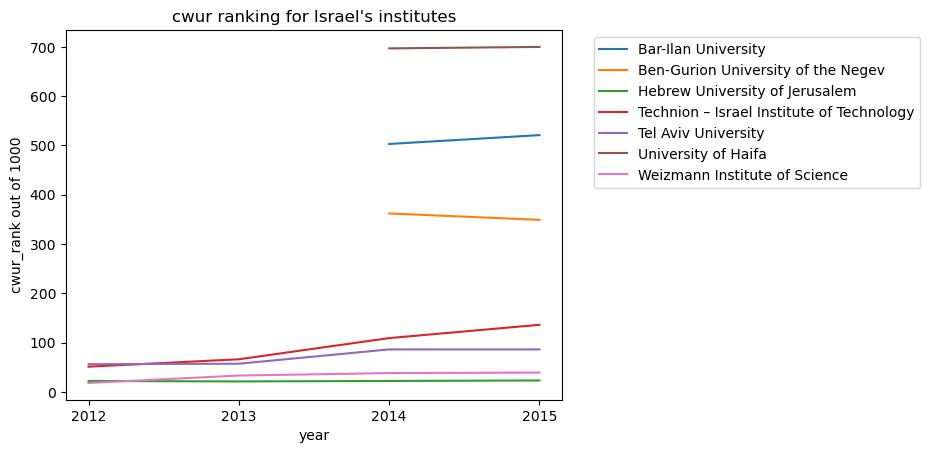 cwur ranking for Israel's institutes
cwur_rank out of 1000
700
600
500
400
300
200
100
0
2012 2013 2014 2015
year
Bar-Ilan University
Ben-Gurion University of the Negev
Hebrew University of Jerusalem
Technion – Israel Institute of Technology
Tel Aviv University
University of Haifa
Weizmann Institute of Science